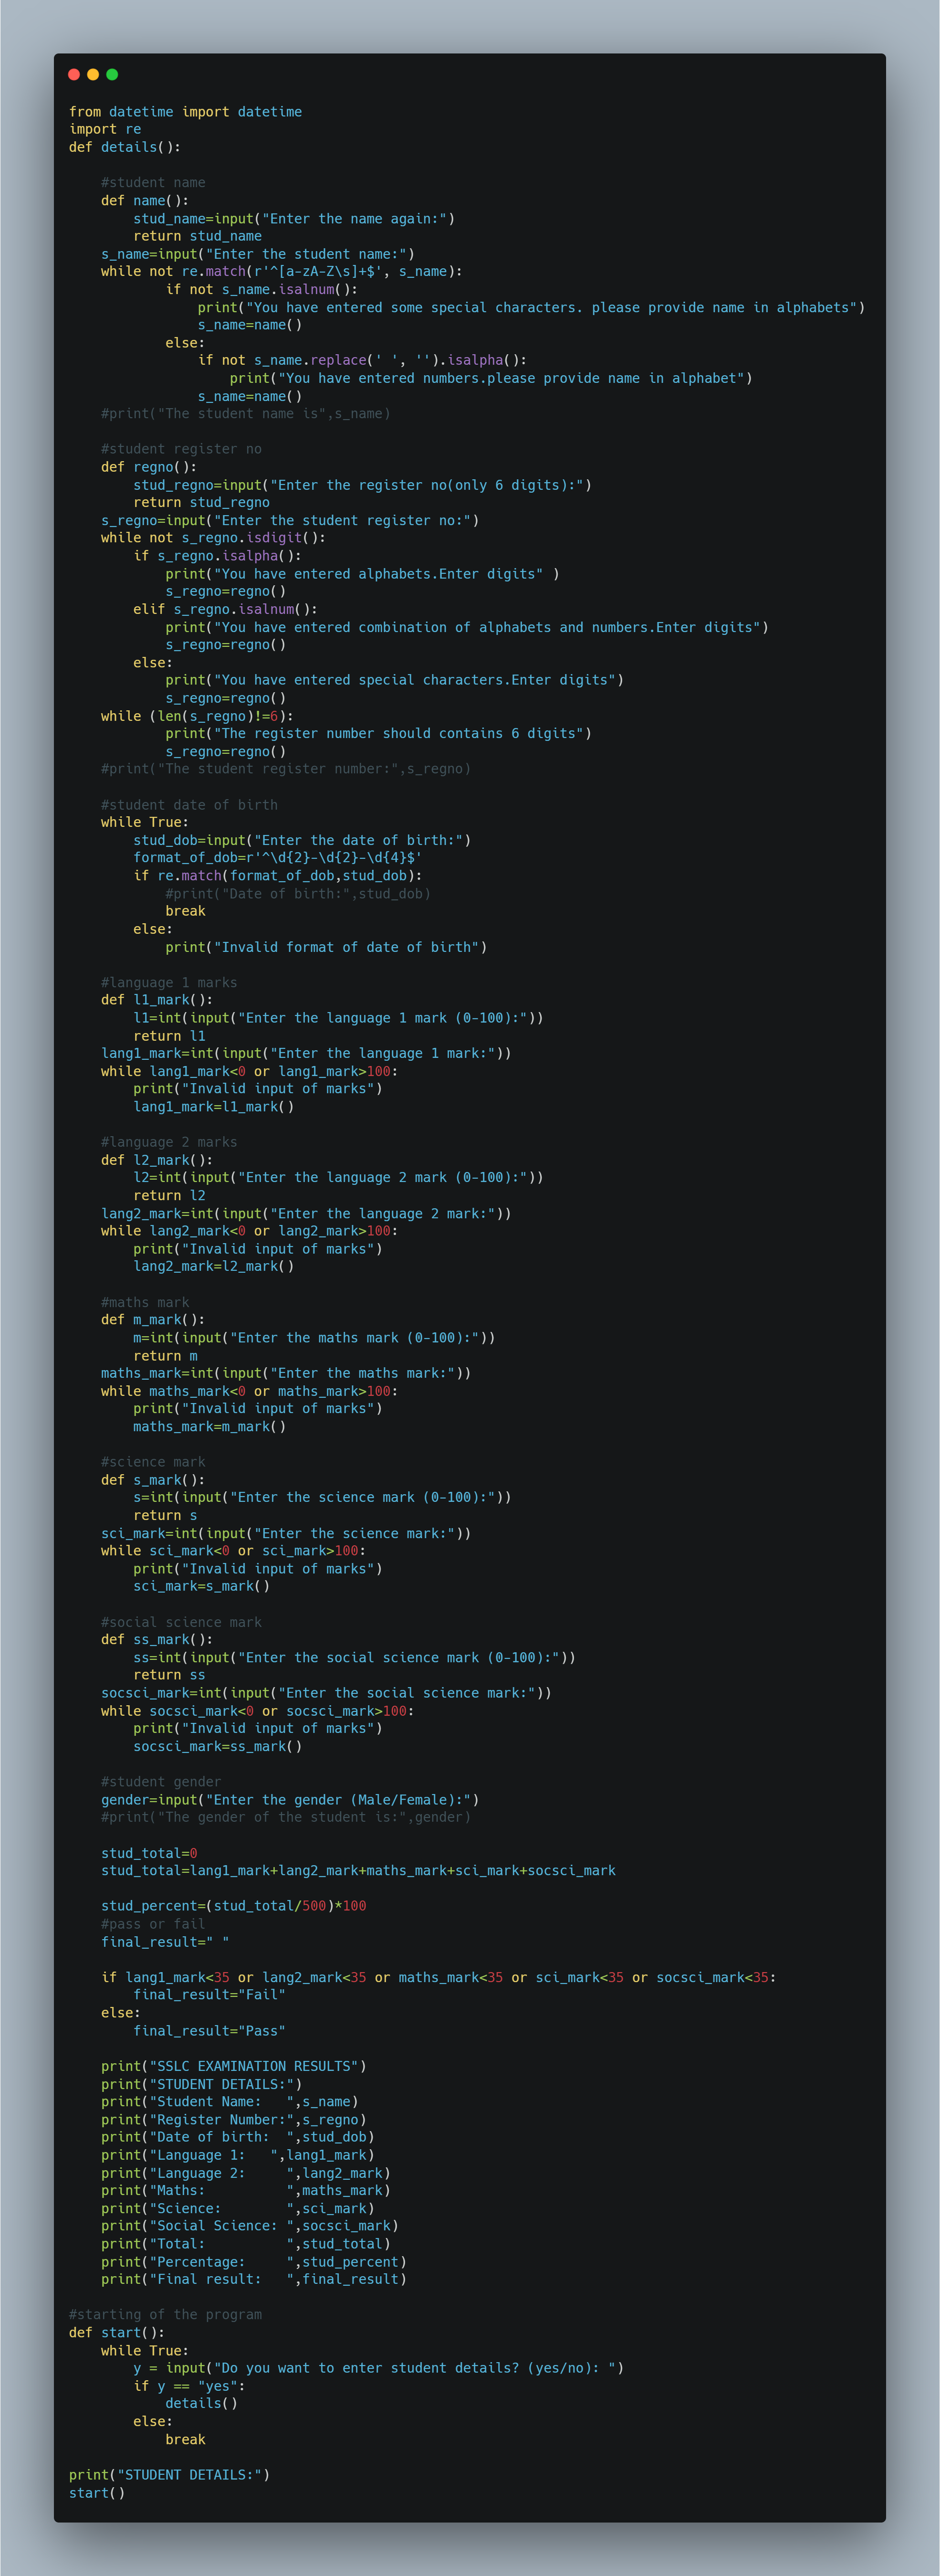 from datetime import datetime
import re
def details():

    #student name
    def name():
        stud_name=input("Enter the name again:")
        return stud_name
    s_name=input("Enter the student name:")
    while not re.match(r'^[a-zA-Z\s]+$', s_name):
            if not s_name.isalnum():
                print("You have entered some special characters. please provide name in alphabets")
                s_name=name()
            else:
                if not s_name.replace(' ', '').isalpha():
                    print("You have entered numbers.please provide name in alphabet")
                s_name=name()
    #print("The student name is",s_name)

    #student register no
    def regno():
        stud_regno=input("Enter the register no(only 6 digits):")
        return stud_regno
    s_regno=input("Enter the student register no:")
    while not s_regno.isdigit():
        if s_regno.isalpha():
            print("You have entered alphabets.Enter digits" )
            s_regno=regno()
        elif s_regno.isalnum():
            print("You have entered combination of alphabets and numbers.Enter digits")
            s_regno=regno()
        else:
            print("You have entered special characters.Enter digits")
            s_regno=regno()
    while (len(s_regno)!=6):
            print("The register number should contains 6 digits")
            s_regno=regno()
    #print("The student register number:",s_regno)

    #student date of birth
    while True:
        stud_dob=input("Enter the date of birth:")
        format_of_dob=r'^\d{2}-\d{2}-\d{4}$'
        if re.match(format_of_dob,stud_dob):
            #print("Date of birth:",stud_dob)
            break
        else:
            print("Invalid format of date of birth")

    #language 1 marks
    def l1_mark():
        l1=int(input("Enter the language 1 mark (0-100):"))
        return l1
    lang1_mark=int(input("Enter the language 1 mark:"))
    while lang1_mark<0 or lang1_mark>100:
        print("Invalid input of marks")
        lang1_mark=l1_mark()

    #language 2 marks
    def l2_mark():
        l2=int(input("Enter the language 2 mark (0-100):"))
        return l2
    lang2_mark=int(input("Enter the language 2 mark:"))
    while lang2_mark<0 or lang2_mark>100:
        print("Invalid input of marks")
        lang2_mark=l2_mark()

    #maths mark
    def m_mark():
        m=int(input("Enter the maths mark (0-100):"))
        return m
    maths_mark=int(input("Enter the maths mark:"))
    while maths_mark<0 or maths_mark>100:
        print("Invalid input of marks")
        maths_mark=m_mark()

    #science mark
    def s_mark():
        s=int(input("Enter the science mark (0-100):"))
        return s
    sci_mark=int(input("Enter the science mark:"))
    while sci_mark<0 or sci_mark>100:
        print("Invalid input of marks")
        sci_mark=s_mark()

    #social science mark
    def ss_mark():
        ss=int(input("Enter the social science mark (0-100):"))
        return ss
    socsci_mark=int(input("Enter the social science mark:"))
    while socsci_mark<0 or socsci_mark>100:
        print("Invalid input of marks")
        socsci_mark=ss_mark()

    #student gender
    gender=input("Enter the gender (Male/Female):")
    #print("The gender of the student is:",gender)

    stud_total=0
    stud_total=lang1_mark+lang2_mark+maths_mark+sci_mark+socsci_mark

    stud_percent=(stud_total/500)*100
    #pass or fail
    final_result=" "

    if lang1_mark<35 or lang2_mark<35 or maths_mark<35 or sci_mark<35 or socsci_mark<35:
        final_result="Fail"
    else:
        final_result="Pass"

    print("SSLC EXAMINATION RESULTS")
    print("STUDENT DETAILS:")
    print("Student Name:   ",s_name)
    print("Register Number:",s_regno)
    print("Date of birth:  ",stud_dob)
    print("Language 1:   ",lang1_mark)
    print("Language 2:     ",lang2_mark)
    print("Maths:          ",maths_mark)
    print("Science:        ",sci_mark)
    print("Social Science: ",socsci_mark)
    print("Total:          ",stud_total)
    print("Percentage:     ",stud_percent)
    print("Final result:   ",final_result)

#starting of the program
def start():
    while True:
        y = input("Do you want to enter student details? (yes/no): ")
        if y == "yes":
            details()
        else:
            break

print("STUDENT DETAILS:")
start()